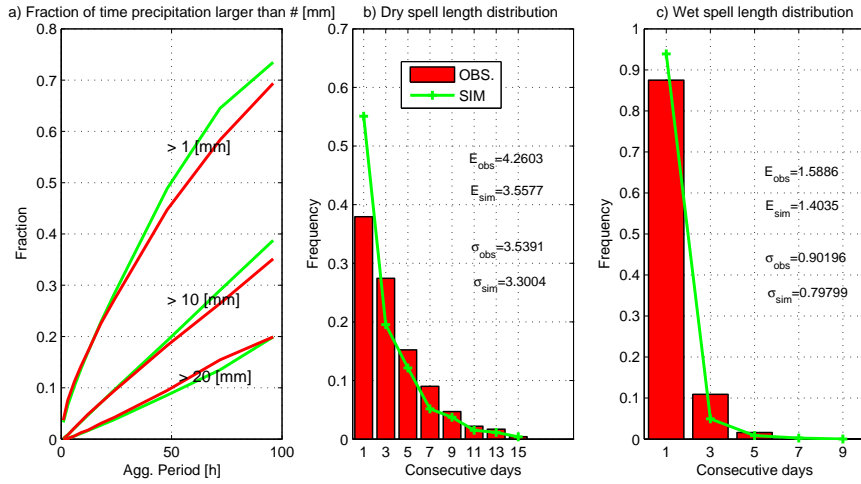 a) Fraction of time precipitation larger than # [mm]
0.8
0.7
0.6
0.5
0.4
0.3
0.2
0.1
0
Fraction
> 1 [mm]
> 10 [mm]
> 20 [mm]
0 50 100
Agg. Period [h]
b) Dry spell length distribution
0.7
0.6
0.5
0.4
0.3
0.2
0.1
0
Frequency
OBS.
SIM
E_obs=4.2603
E_sim=3.5577
σ_obs=3.5391
σ_sim=3.3004
1 3 5 7 9 11 13 15
Consecutive days
c) Wet spell length distribution
1
0.9
0.8
0.7
0.6
0.5
0.4
0.3
0.2
0.1
0
Frequency
E_obs=1.5886
E_sim=1.4035
σ_obs=0.90196
σ_sim=0.79799
1 3 5 7 9
Consecutive days